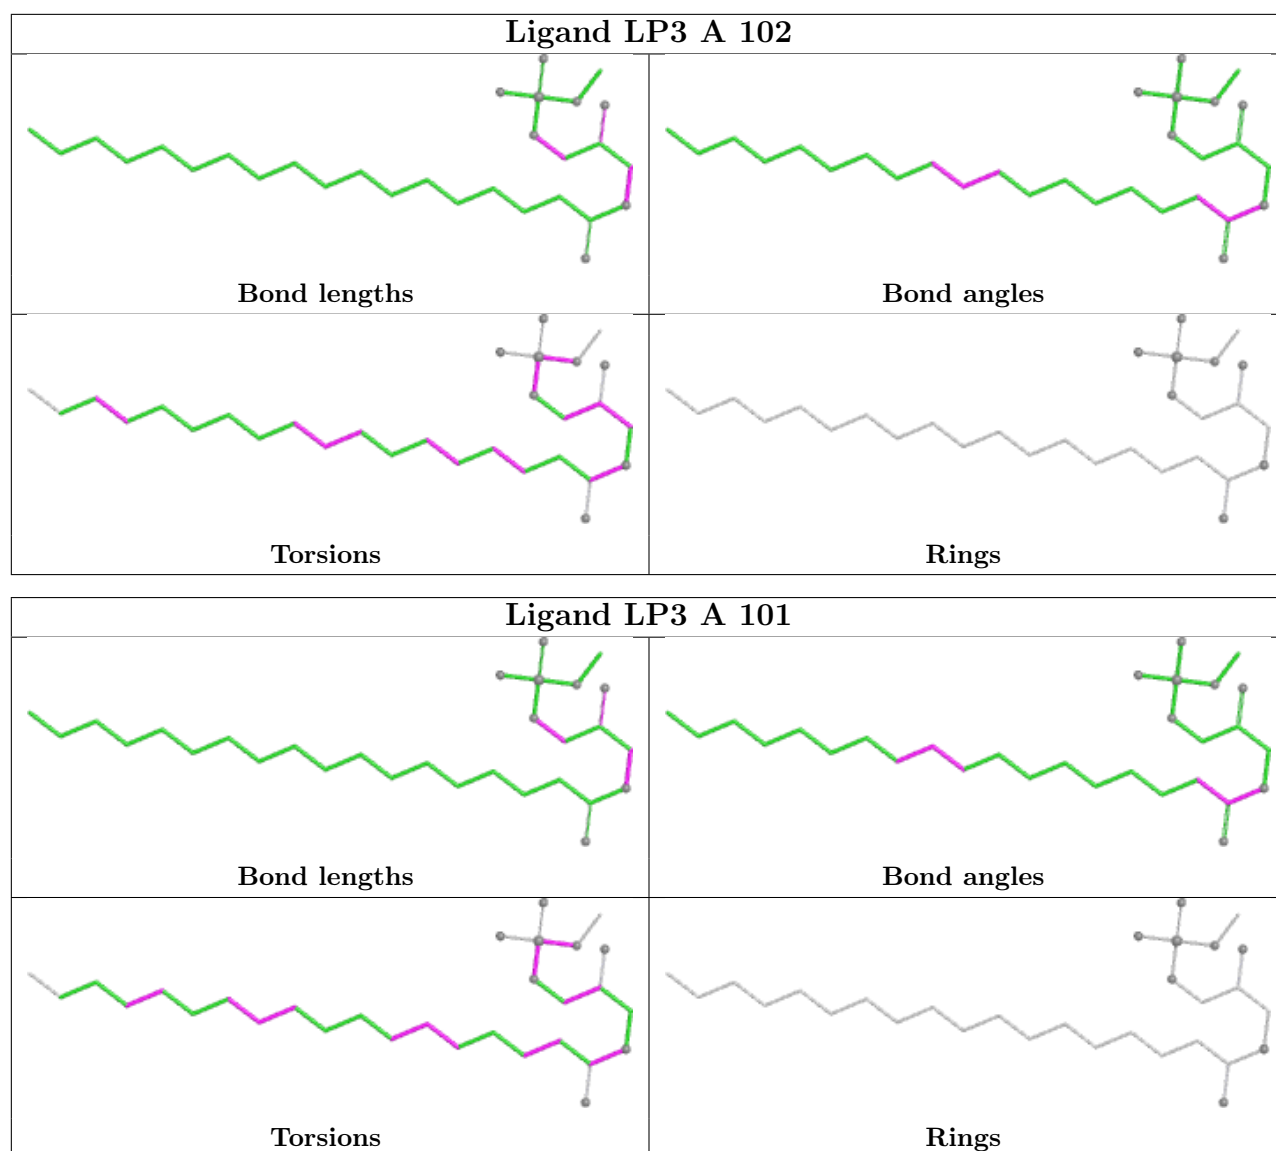 Ligand LP3 A 102
Bond lengths
Bond angles
Torsions
Rings
Ligand LP3 A 101
Bond lengths
Bond angles
Torsions
Rings